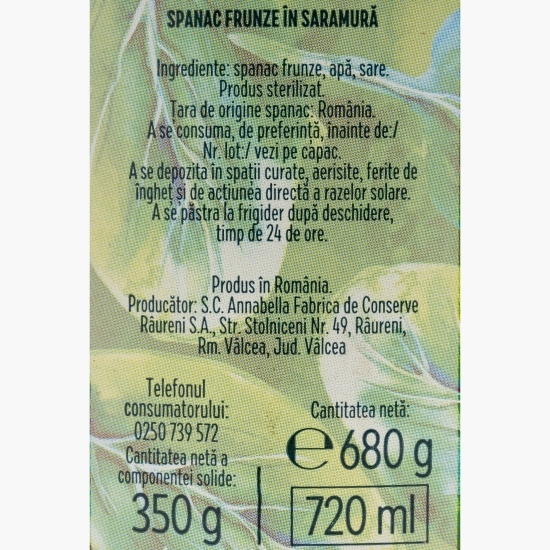 SPANAC FRUNZE ÎN SARAMURĂ
Ingrediente: spanac frunze, apă, sare.
Produs sterilizat.
Tara de origine spanac: România.
A se consuma, de preferință, înainte de:/
Nr. lot:/ vezi pe capac.
A se depozita în spații curate, aerisite, ferite de
îngheț și de acțiunea directă a razelor solare.
A se păstra la frigider după deschidere,
timp de 24 de ore.
Produs în România.
Producător: S.C. Annabella Fabrica de Conserve
Râureni S.A., Str. Stolniceni Nr. 49, Râureni,
Rm. Vâlcea, Jud. Vâlcea
Telefonul
consumatorului:
0250 739 572
Cantitatea netă a
componentei solide:
350 g
Cantitatea netă:
℮ 680 g
720 ml